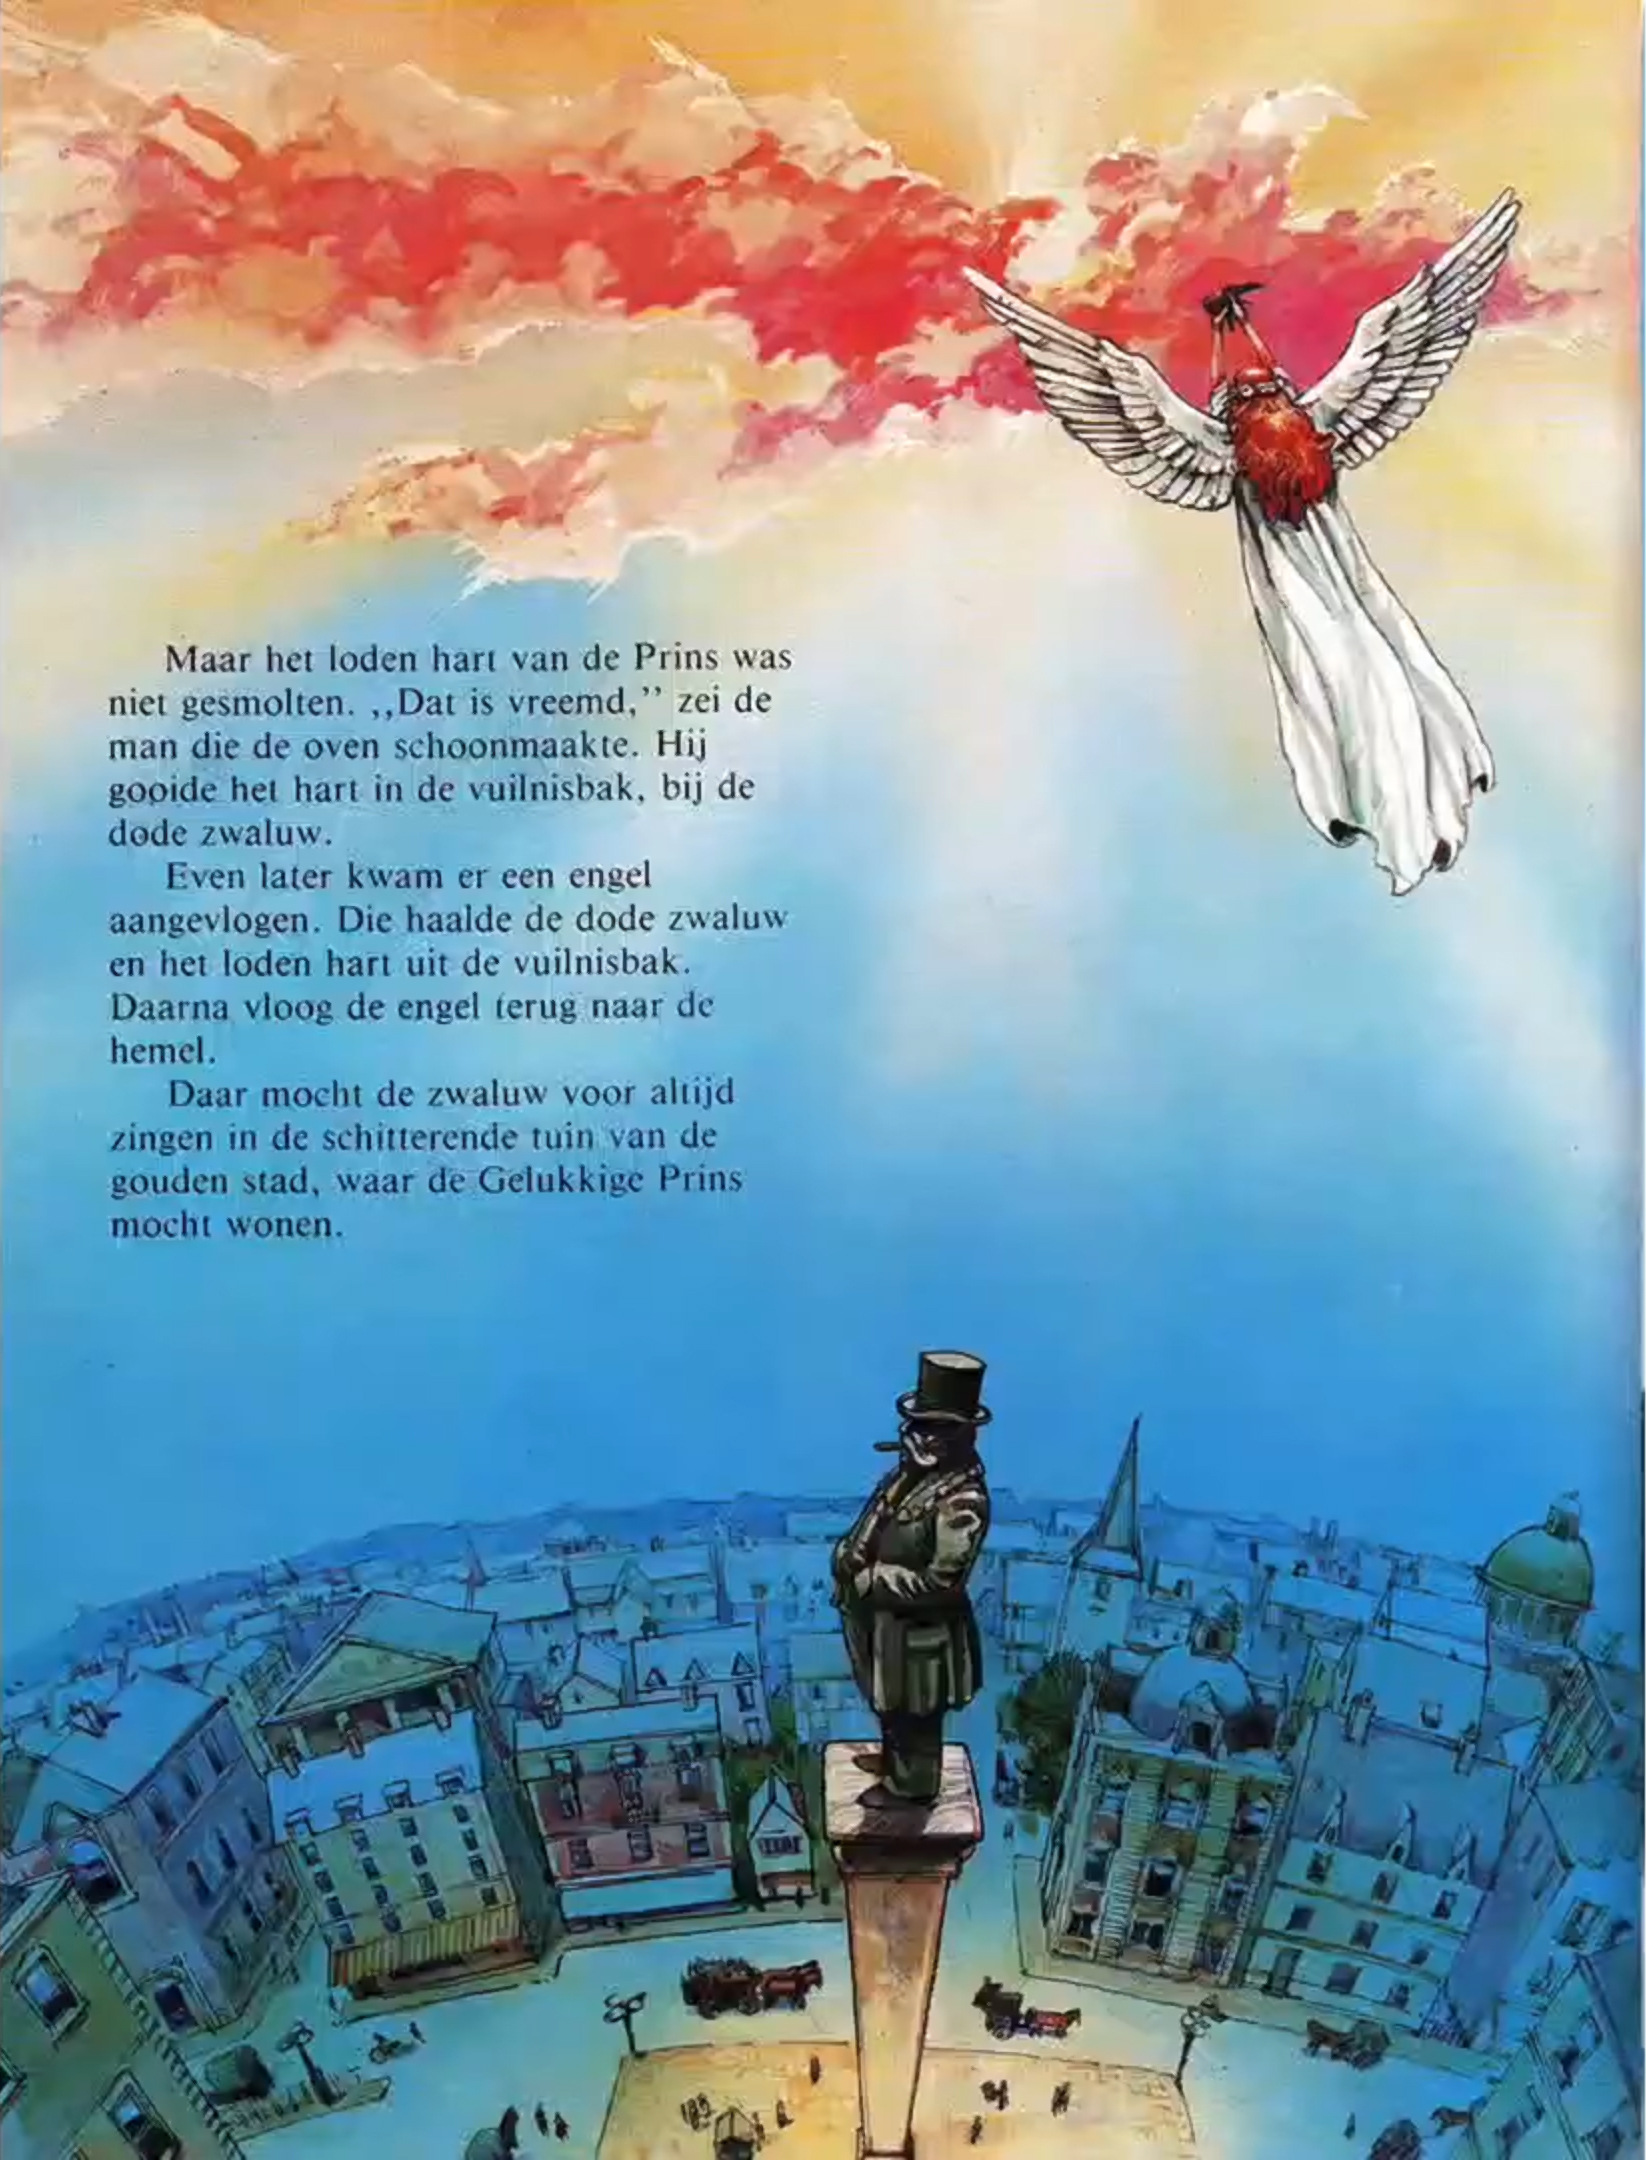 Maar het loden hart van de Prins was
niet gesmolten. ,,Dat is vreemd,’’ zei de
man die de oven schoonmaakte. Hij
gooide het hart in de vuilnisbak, bij de
dode zwaluw.
Even later kwam er een engel
aangevlogen. Die haalde de dode zwaluw
en het loden hart uit de vuilnisbak.
Daarna vloog de engel terug naar de
hemel.
Daar mocht de zwaluw voor altijd
zingen in de schitterende tuin van de
gouden stad, waar de Gelukkige Prins
mocht wonen.